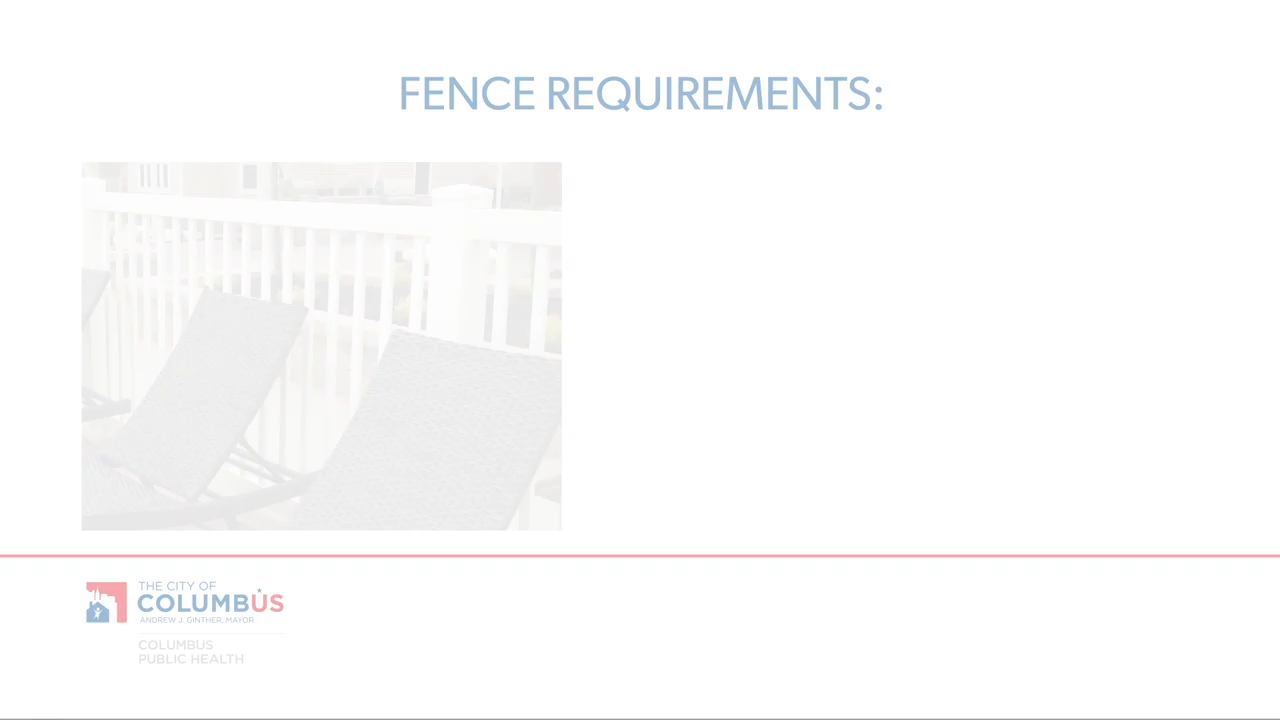 FENCE REQUIREMENTS:
THE CITY OF
COLUMBUS
ANDREW J. GINTHER, MAYOR
COLUMBUS
PUBLIC HEALTH